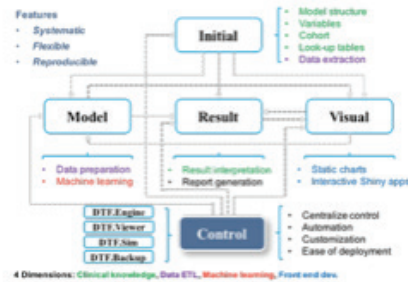 Features
• Systematic
• Flexible
• Reproducible
Initial
• Model structure
• Variables
• Cohort
• Look-up tables
• Data extraction
Model
Result
Visual
• Data preparation
• Machine learning
• Result interpretation
• Report generation
• Static charts
• Interactive Shiny apps
DTF.Engine
DTF.Viewer
DTF.Sim
DTF.Backup
Control
• Centralize control
• Automation
• Customization
• Ease of deployment
4 Dimensions: Clinical knowledge, Data ETL, Machine learning, Front end dev.